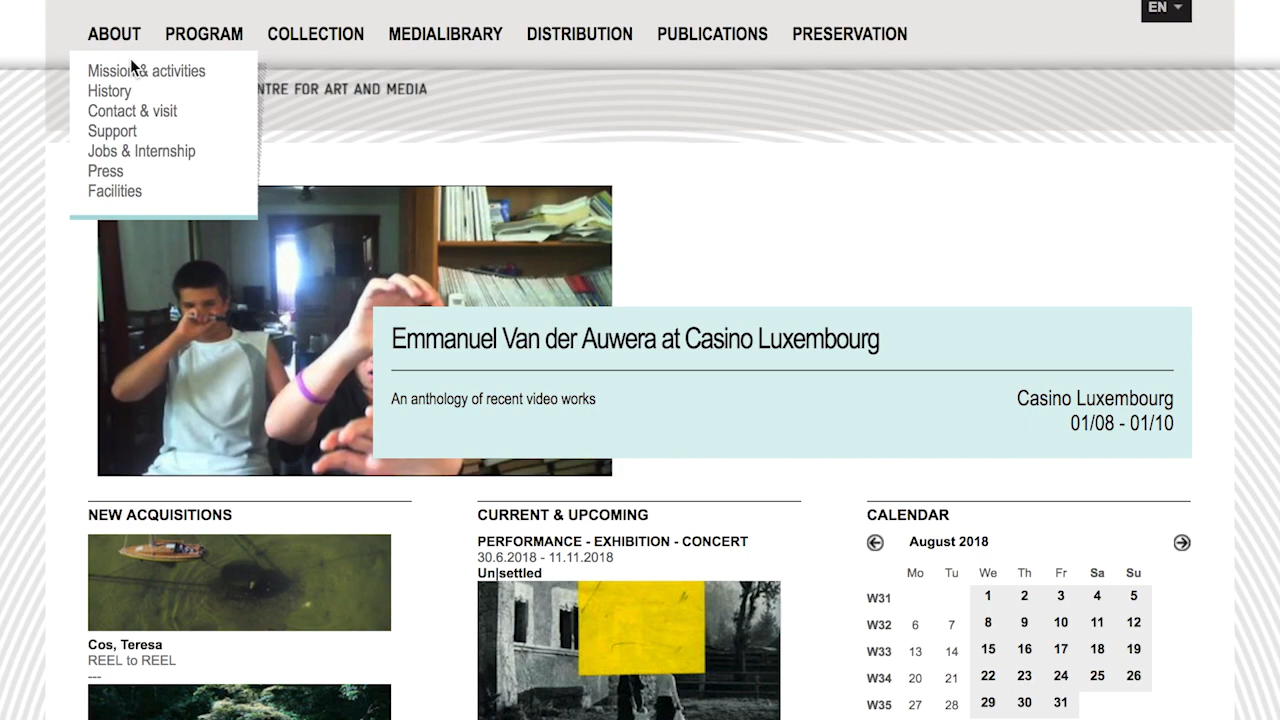 EN
ABOUT PROGRAM COLLECTION MEDIALIBRARY DISTRIBUTION PUBLICATIONS PRESERVATION
Mission & activities
History
Contact & visit
Support
Jobs & Internship
Press
Facilities
NTRE FOR ART AND MEDIA
Emmanuel Van der Auwera at Casino Luxembourg
An anthology of recent video works
Casino Luxembourg
01/08 - 01/10
NEW ACQUISITIONS
Cos, Teresa
REEL to REEL
---
CURRENT & UPCOMING
PERFORMANCE - EXHIBITION - CONCERT
30.6.2018 - 11.11.2018
Un|settled
CALENDAR
August 2018
Mo Tu We Th Fr Sa Su
W31 1 2 3 4 5
W32 6 7 8 9 10 11 12
W33 13 14 15 16 17 18 19
W34 20 21 22 23 24 25 26
W35 27 28 29 30 31